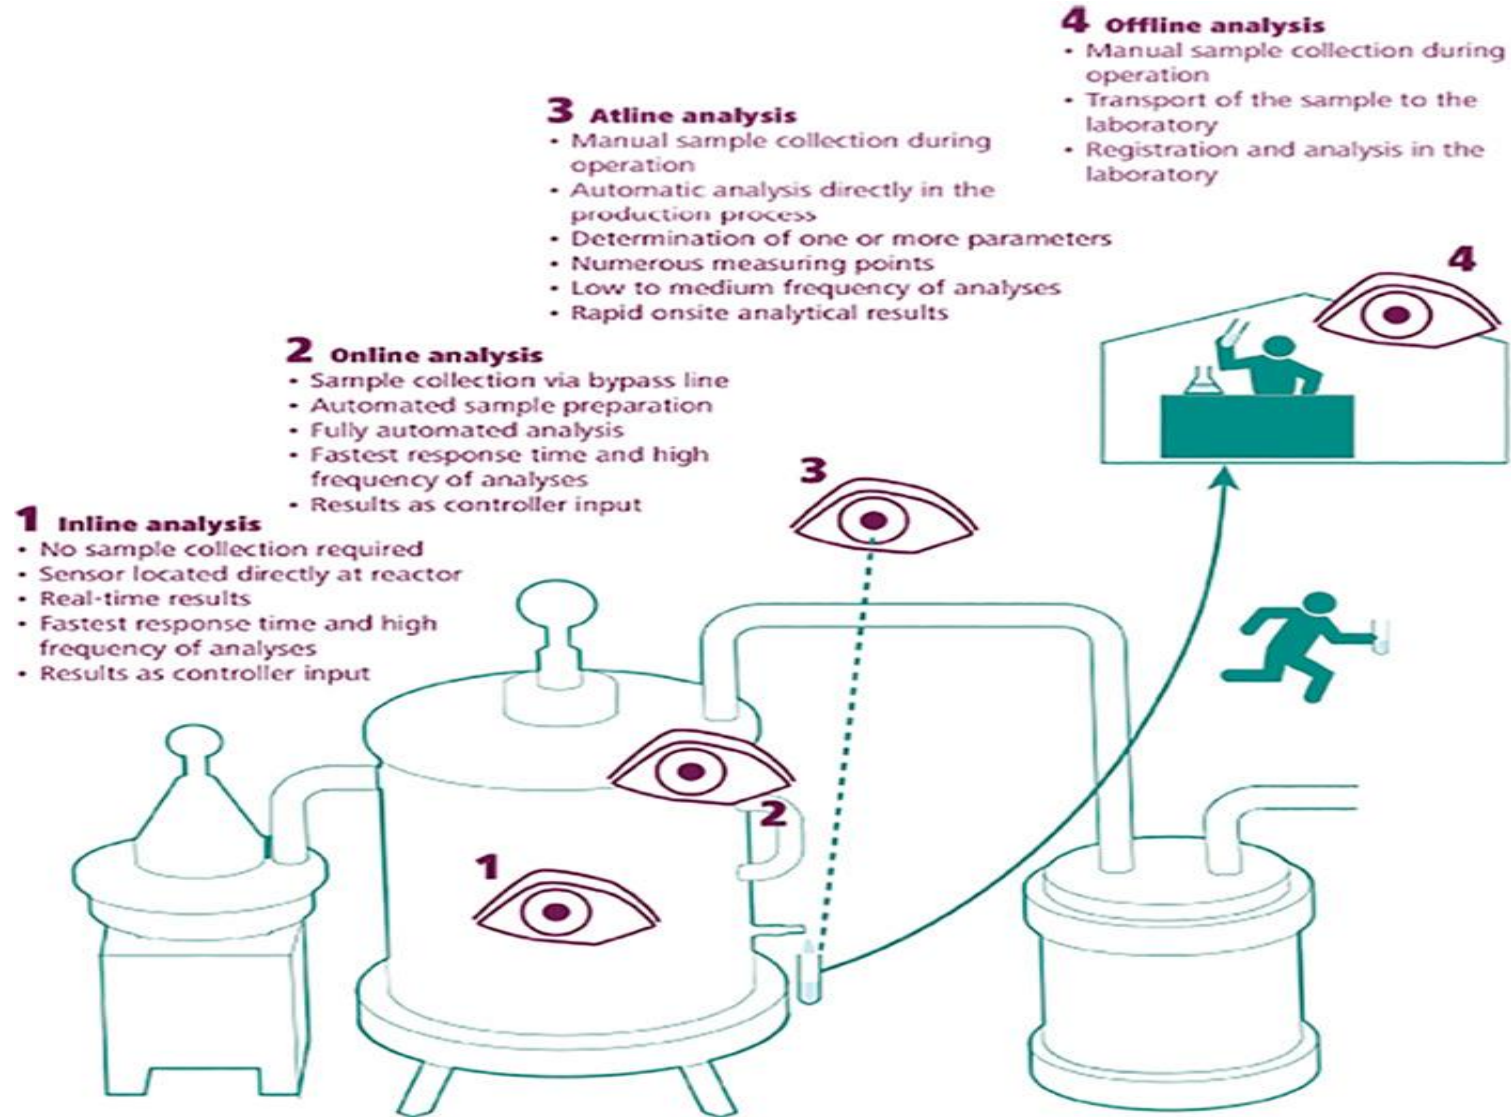 4 Offline analysis
• Manual sample collection during
operation
• Transport of the sample to the
laboratory
• Registration and analysis in the
laboratory
3 Atline analysis
• Manual sample collection during
operation
• Automatic analysis directly in the
production process
• Determination of one or more parameters
• Numerous measuring points
• Low to medium frequency of analyses
• Rapid onsite analytical results
2 Online analysis
• Sample collection via bypass line
• Automated sample preparation
• Fully automated analysis
• Fastest response time and high
frequency of analyses
• Results as controller input
1 Inline analysis
• No sample collection required
• Sensor located directly at reactor
• Real-time results
• Fastest response time and high
frequency of analyses
• Results as controller input
4
3
2
1